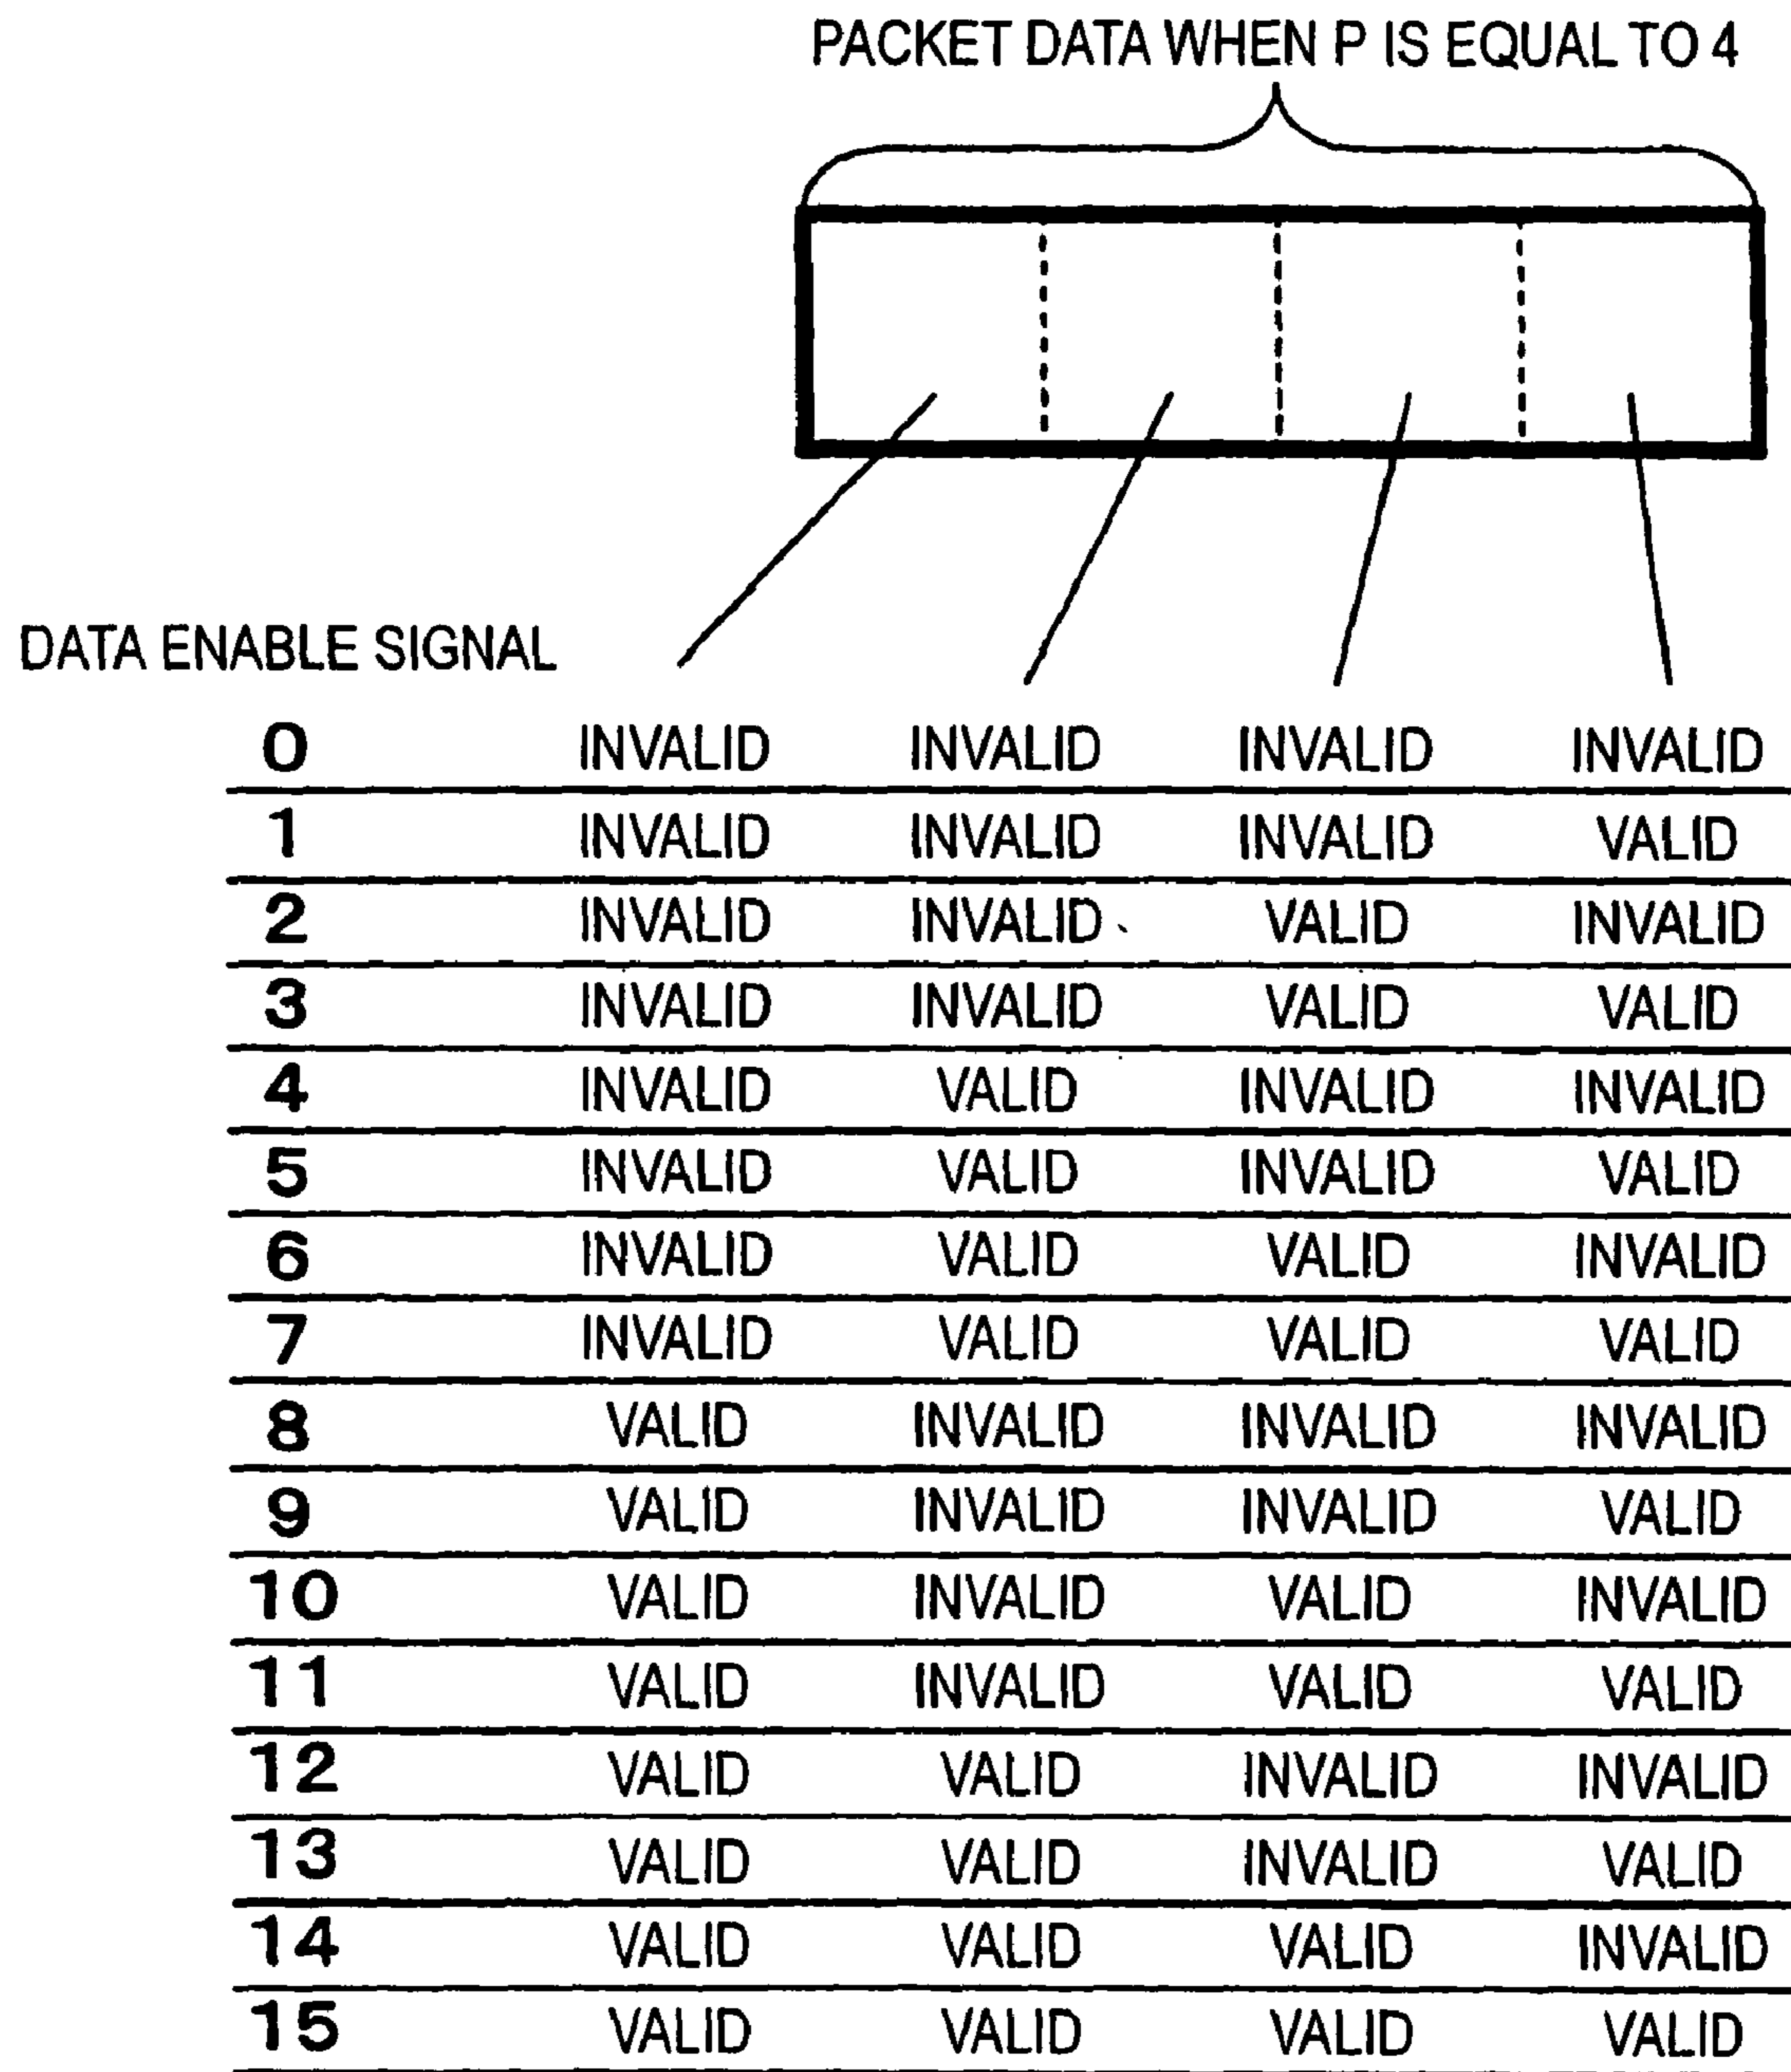 PACKET DATA WHEN P IS EQUAL TO 4
DATA ENABLE SIGNAL
0 INVALID INVALID INVALID INVALID
1 INVALID INVALID INVALID VALID
2 INVALID INVALID VALID INVALID
3 INVALID INVALID VALID VALID
4 INVALID VALID INVALID INVALID
5 INVALID VALID INVALID VALID
6 INVALID VALID VALID INVALID
7 INVALID VALID VALID VALID
8 VALID INVALID INVALID INVALID
9 VALID INVALID INVALID VALID
10 VALID INVALID VALID INVALID
11 VALID INVALID VALID VALID
12 VALID VALID INVALID INVALID
13 VALID VALID INVALID VALID
14 VALID VALID VALID INVALID
15 VALID VALID VALID VALID